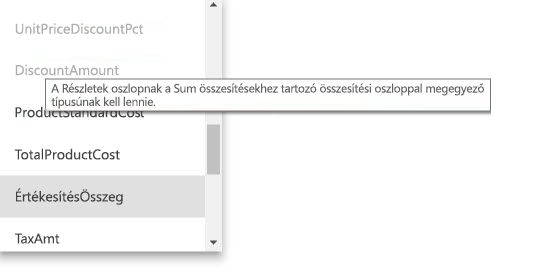 UnitPriceDiscountPct
DiscountAmount
A Részletek oszlopnak a Sum összesítésekhez tartozó összesítési oszloppal megegyező
típusúnak kell lennie.
ProductStandardCost
TotalProductCost
ÉrtékesítésÖsszeg
TaxAmt